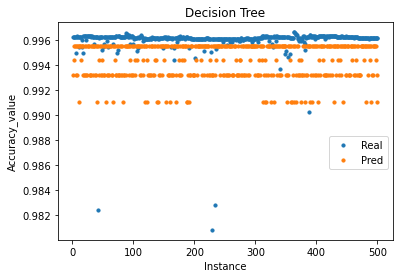 Decision Tree
0.996
0.994
0.992
0.990
0.988
0.986
0.984
0.982
Accuracy_value
Real
Pred
0
100
200
300
400
500
Instance